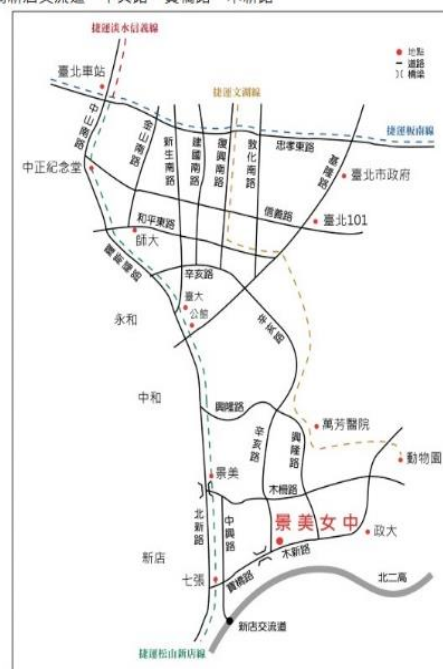 捷運淡水信義線
地點
道路
橋梁
臺北車站
捷運文湖線
捷運板南線
中山南路
金山南路
新生南路
建國南路
復興南路
敦化南路
忠孝東路
基隆路
中正紀念堂
臺北市政府
信義路
臺北101
和平東路
師大
羅斯福路
辛亥路
臺大
公館
永和
辛亥路
中和
興隆路
辛亥路
興隆路
萬芳醫院
動物園
景美
木柵路
北新路
中興路
景美女中
政大
木新路
新店
七張
寶橋路
北二高
新店交流道
捷運松山新店線